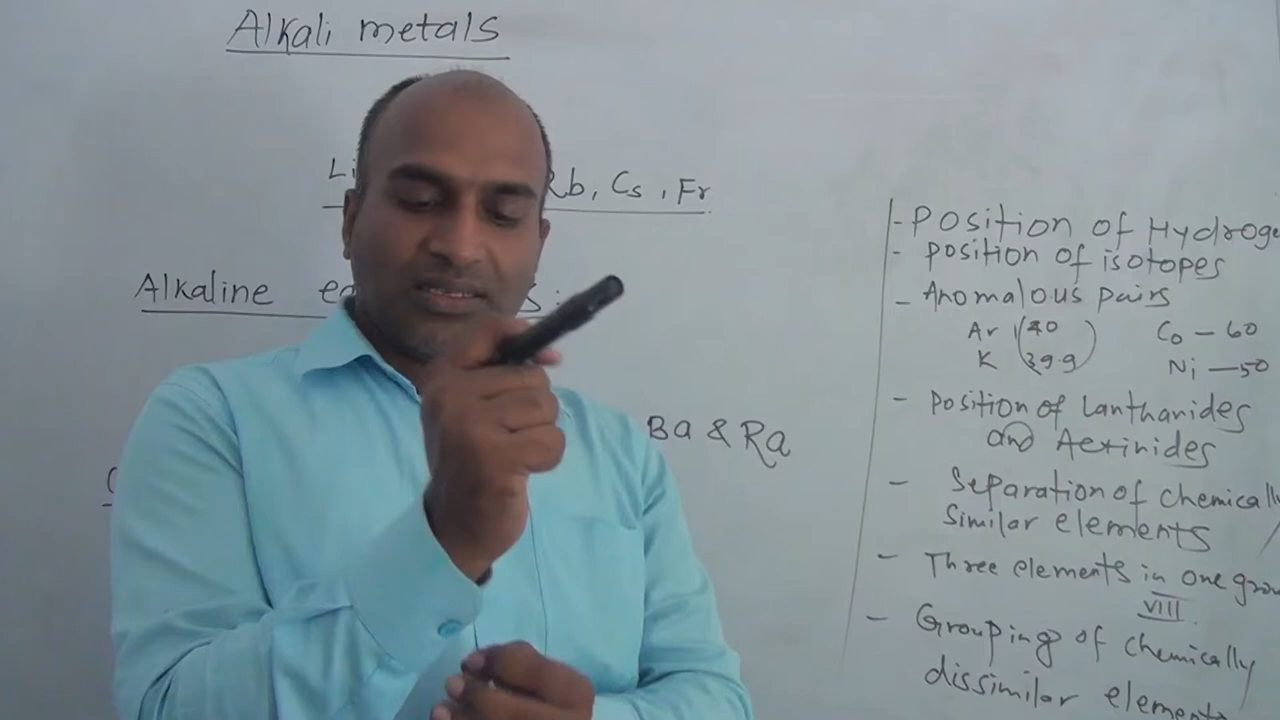 Alkali metals
Li Rb, Cs, Fr
Alkaline
Ba & Ra
- Position of Hydroge
- Position of isotopes
- Anomalous pairs
Ar (40 Co - 60
K 39.9) Ni - 50
- Position of Lanthanides
and Actinides
- Separation of chemically
similar elements
- Three elements in one grou
VIII
- Grouping of chemically
dissimilar elements